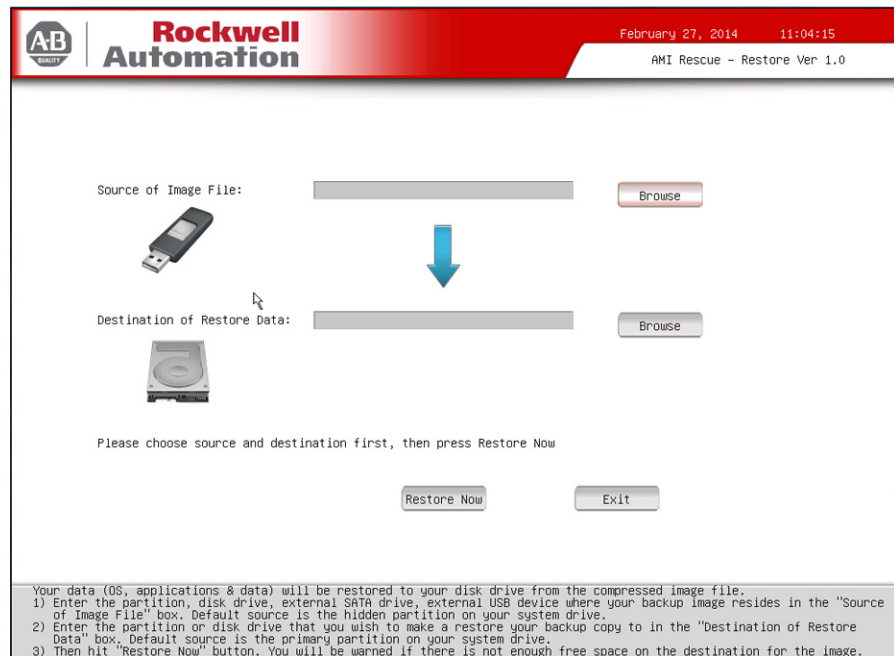 A·B
QUALITY
Rockwell
Automation
February 27, 2014 11:04:15
AMI Rescue - Restore Ver 1.0
Source of Image File:
Browse
Destination of Restore Data:
Browse
Please choose source and destination first, then press Restore Now
Restore Now Exit
Your data (OS, applications & data) will be restored to your disk drive from the compressed image file.
1) Enter the partition, disk drive, external SATA drive, external USB device where your backup image resides in the "Source
of Image File" box. Default source is the hidden partition on your system drive.
2) Enter the partition or disk drive that you wish to make a restore your backup copy to in the "Destination of Restore
Data" box. Default source is the primary partition on your system drive.
3) Then hit "Restore Now" button. You will be warned if there is not enough free space on the destination for the image.